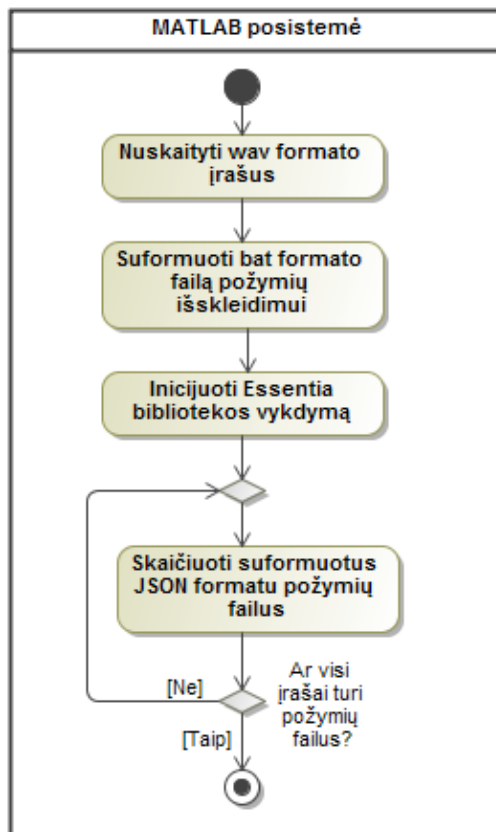 MATLAB posistemė
Nuskaityti wav formato
įrašus
Suformuoti bat formato
failą požymių
išskleidimui
Inicijuoti Essentia
bibliotekos vykdymą
Skaičiuoti suformuotus
JSON formatu požymių
failus
[Ne]
Ar visi
įrašai turi
požymių
failus?
[Taip]